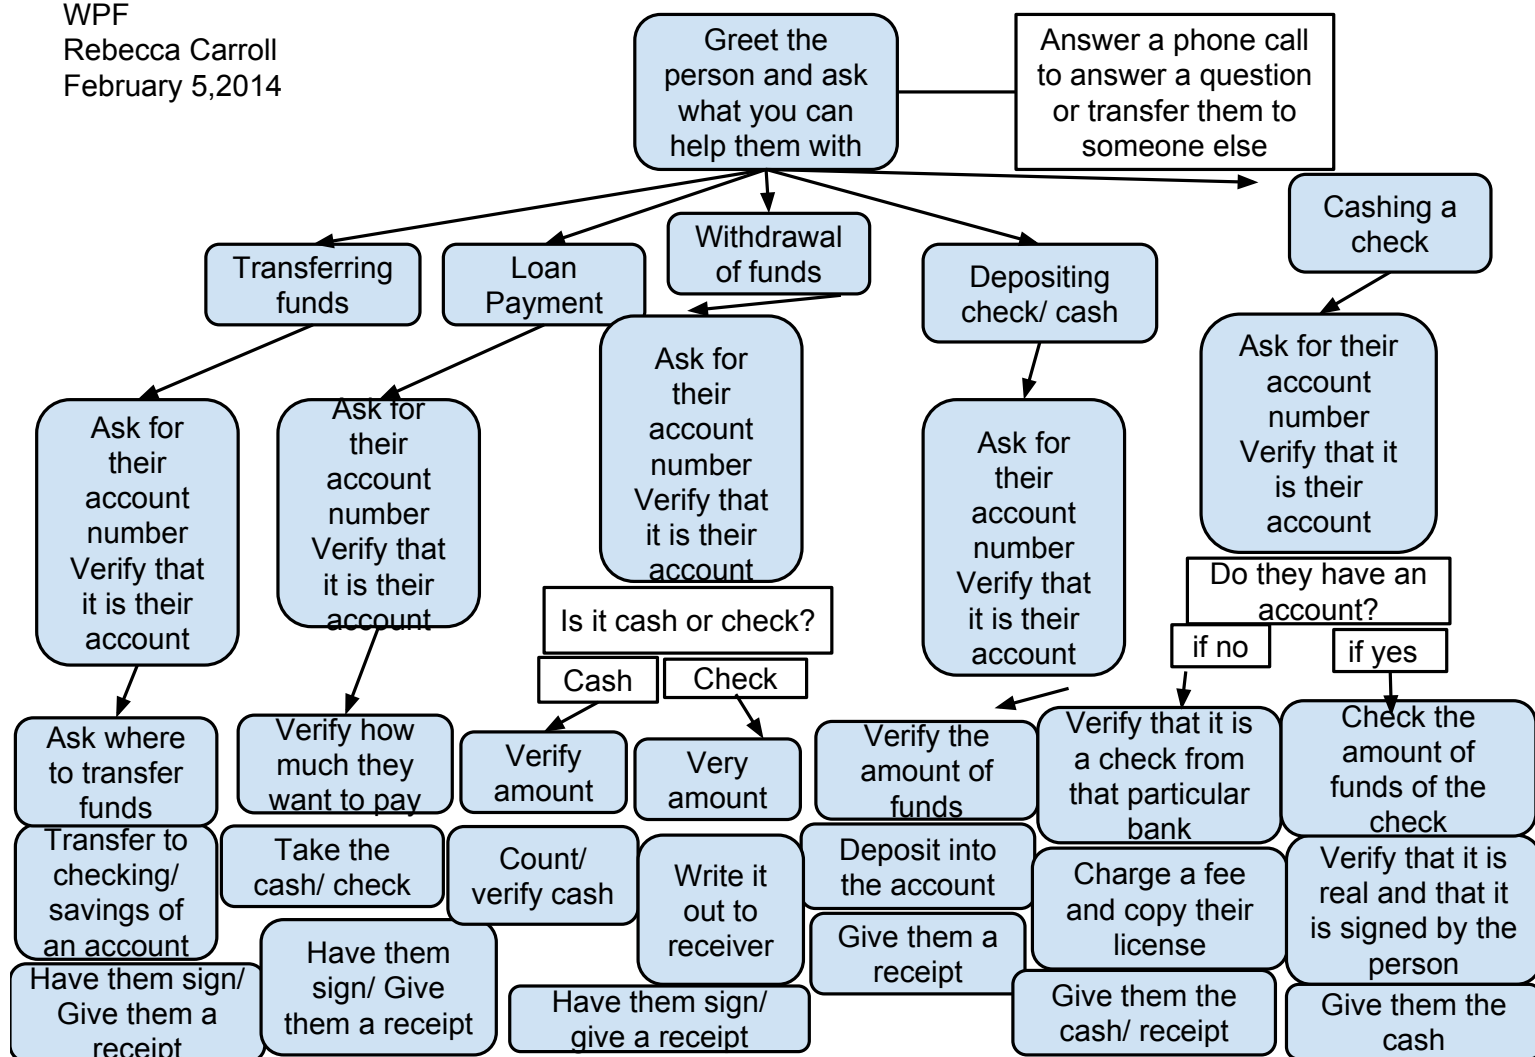 WPF
Rebecca Carroll
February 5,2014
Greet the
person and ask
what you can
help them with
Answer a phone call
to answer a question
or transfer them to
someone else
Transferring
funds
Loan
Payment
Withdrawal
of funds
Depositing
check/ cash
Cashing a
check
Ask for
their
account
number
Verify that
it is their
account
Ask for
their
account
number
Verify that
it is their
account
Ask for
their
account
number
Verify that
it is their
account
Ask for
their
account
number
Verify that
it is their
account
Ask for their
account
number
Verify that it
is their
account
Is it cash or check?
Cash
Check
Do they have an
account?
if no
if yes
Ask where
to transfer
funds
Transfer to
checking/
savings of
an account
Have them sign/
Give them a
receipt
Verify how
much they
want to pay
Take the
cash/ check
Have them
sign/ Give
them a receipt
Verify
amount
Count/
verify cash
Very
amount
Write it
out to
receiver
Have them sign/
give a receipt
Verify the
amount of
funds
Deposit into
the account
Give them a
receipt
Verify that it is
a check from
that particular
bank
Charge a fee
and copy their
license
Give them the
cash/ receipt
Check the
amount of
funds of the
check
Verify that it is
real and that it
is signed by the
person
Give them the
cash